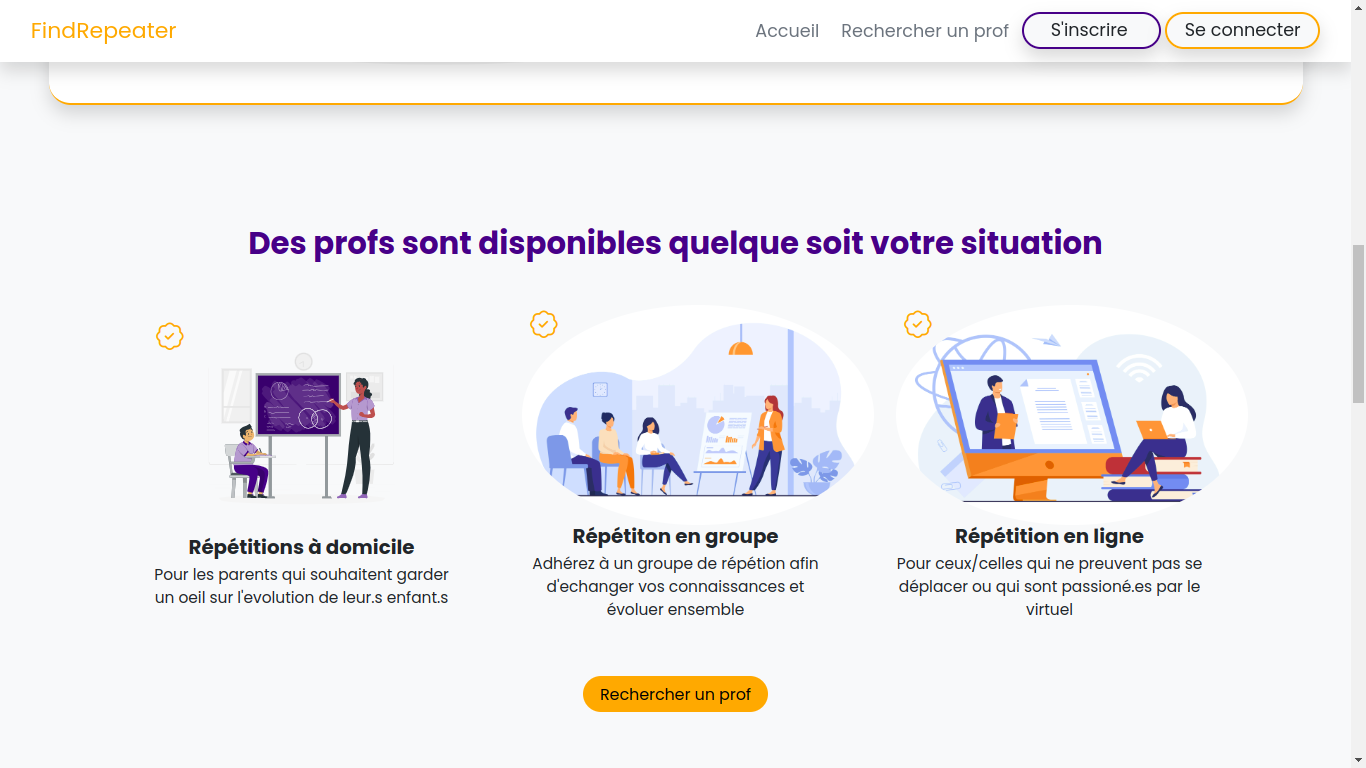 FindRepeater
Accueil
Rechercher un prof
S'inscrire
Se connecter
Des profs sont disponibles quelque soit votre situation
Répétitions à domicile
Pour les parents qui souhaitent garder
un oeil sur l'evolution de leur.s enfant.s
Répétiton en groupe
Adhérez à un groupe de répétion afin
d'echanger vos connaissances et
évoluer ensemble
Répétition en ligne
Pour ceux/celles qui ne preuvent pas se
déplacer ou qui sont passioné.es par le
virtuel
Rechercher un prof